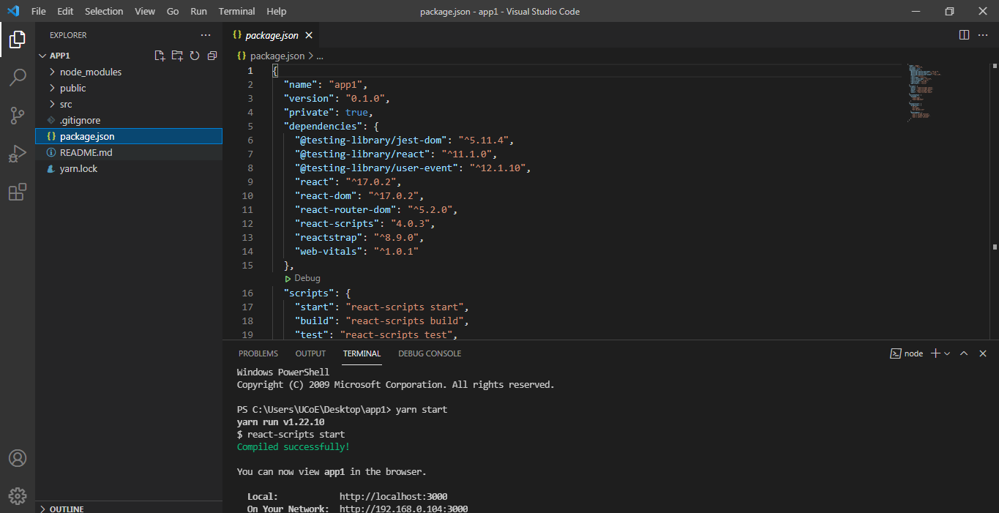 File Edit Selection View Go Run Terminal Help package.json - app1 - Visual Studio Code
EXPLORER
APP1
node_modules
public
src
.gitignore
{} package.json
README.md
yarn.lock
OUTLINE
{} package.json
{} package.json > ...
1 {
2 "name": "app1",
3 "version": "0.1.0",
4 "private": true,
5 "dependencies": {
6 "@testing-library/jest-dom": "^5.11.4",
7 "@testing-library/react": "^11.1.0",
8 "@testing-library/user-event": "^12.1.10",
9 "react": "^17.0.2",
10 "react-dom": "^17.0.2",
11 "react-router-dom": "^5.2.0",
12 "react-scripts": "4.0.3",
13 "reactstrap": "^8.9.0",
14 "web-vitals": "^1.0.1"
15 },
Debug
16 "scripts": {
17 "start": "react-scripts start",
18 "build": "react-scripts build",
19 "test": "react-scripts test",
PROBLEMS OUTPUT TERMINAL DEBUG CONSOLE node
Windows PowerShell
Copyright (C) 2009 Microsoft Corporation. All rights reserved.
PS C:\Users\UCoE\Desktop\app1> yarn start
yarn run v1.22.10
$ react-scripts start
Compiled successfully!
You can now view app1 in the browser.
Local: http://localhost:3000
On Your Network: http://192.168.0.104:3000